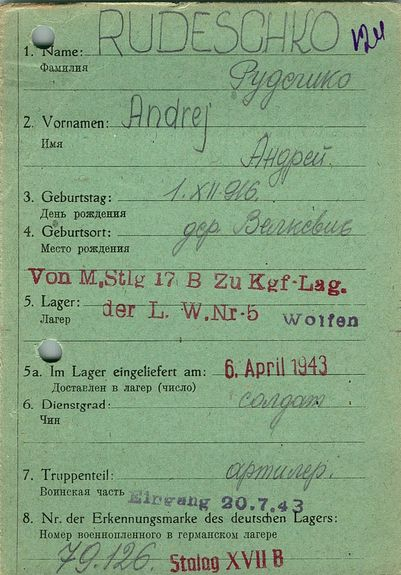 1. Name: RUDESCHKO
Фамилия
Рудешко
2. Vornamen: Andrej
Имя
Андрей.
3. Geburtstag: 1.XII.916.
День рождения
4. Geburtsort: дер.
Место рождения
Von M.Stlg 17 B Zu Kgf-Lag.
5. Lager: der L. W. Nr-5 Wolfen
Лагер
5a. Im Lager eingeliefert am: 6. April 1943
Доставлен в лагер (число)
6. Dienstgrad: солдат
Чин
7. Truppenteil: артилер.
Воинская часть Eingang 20.7.43
8. Nr. der Erkennungsmarke des deutschen Lagers:
Номер военнопленного в германском лагере
79.126. Stalag XVII B